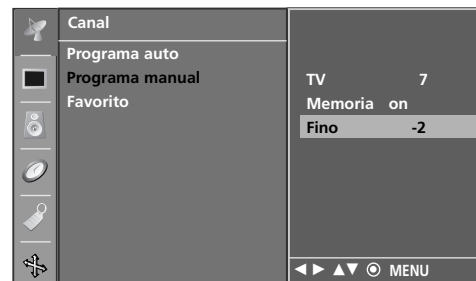 Canal
Programa auto
Programa manual
Favorito
TV 7
Memoria on
Fino -2
◄ ► ▲▼ ⊙ MENU